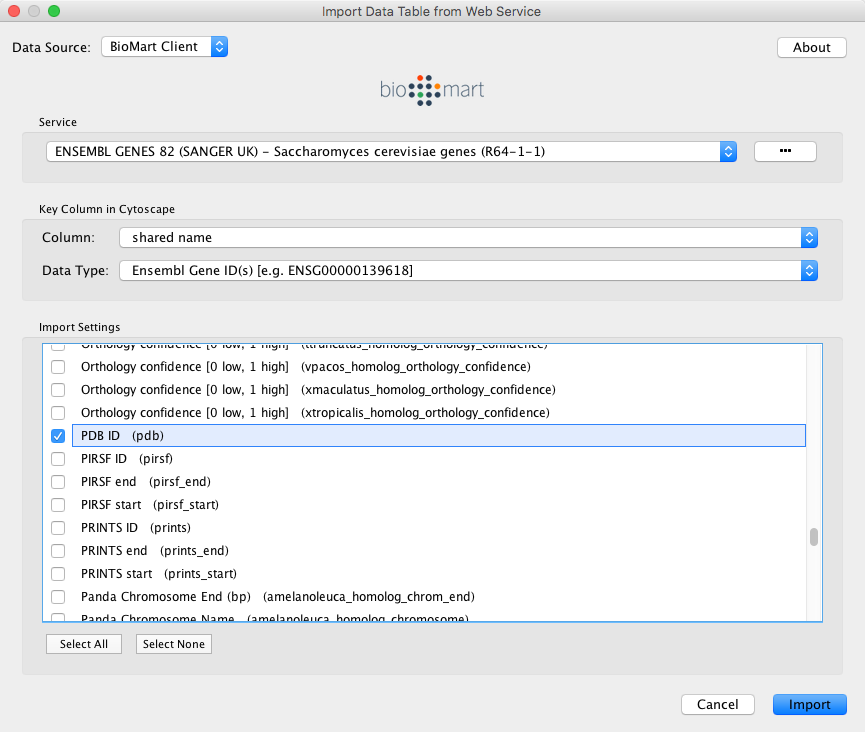 Import Data Table from Web Service
Data Source: BioMart Client About
bio mart
Service
ENSEMBL GENES 82 (SANGER UK) - Saccharomyces cerevisiae genes (R64-1-1) ...
Key Column in Cytoscape
Column: shared name
Data Type: Ensembl Gene ID(s) [e.g. ENSG00000139618]
Import Settings
Orthology confidence [0 low, 1 high] (ttruncatus_homolog_orthology_confidence)
Orthology confidence [0 low, 1 high] (vpacos_homolog_orthology_confidence)
Orthology confidence [0 low, 1 high] (xmaculatus_homolog_orthology_confidence)
Orthology confidence [0 low, 1 high] (xtropicalis_homolog_orthology_confidence)
PDB ID (pdb)
PIRSF ID (pirsf)
PIRSF end (pirsf_end)
PIRSF start (pirsf_start)
PRINTS ID (prints)
PRINTS end (prints_end)
PRINTS start (prints_start)
Panda Chromosome End (bp) (amelanoleuca_homolog_chrom_end)
Panda Chromosome Name (amelanoleuca_homolog_chromosome)
Select All Select None
Cancel Import